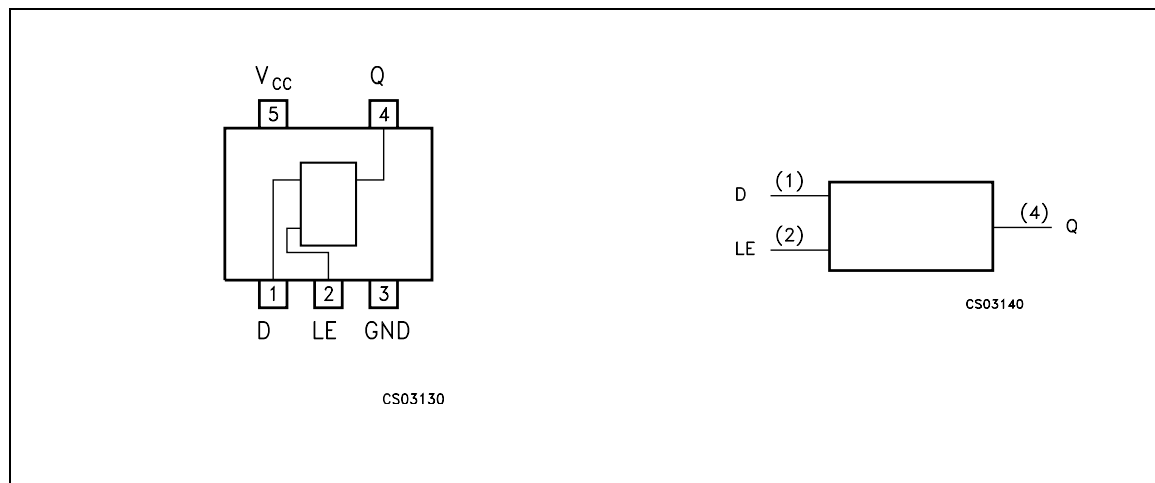 V CC Q
5 4
1 2 3
D LE GND
CS03130
D (1)
LE (2)
(4) Q
CS03140